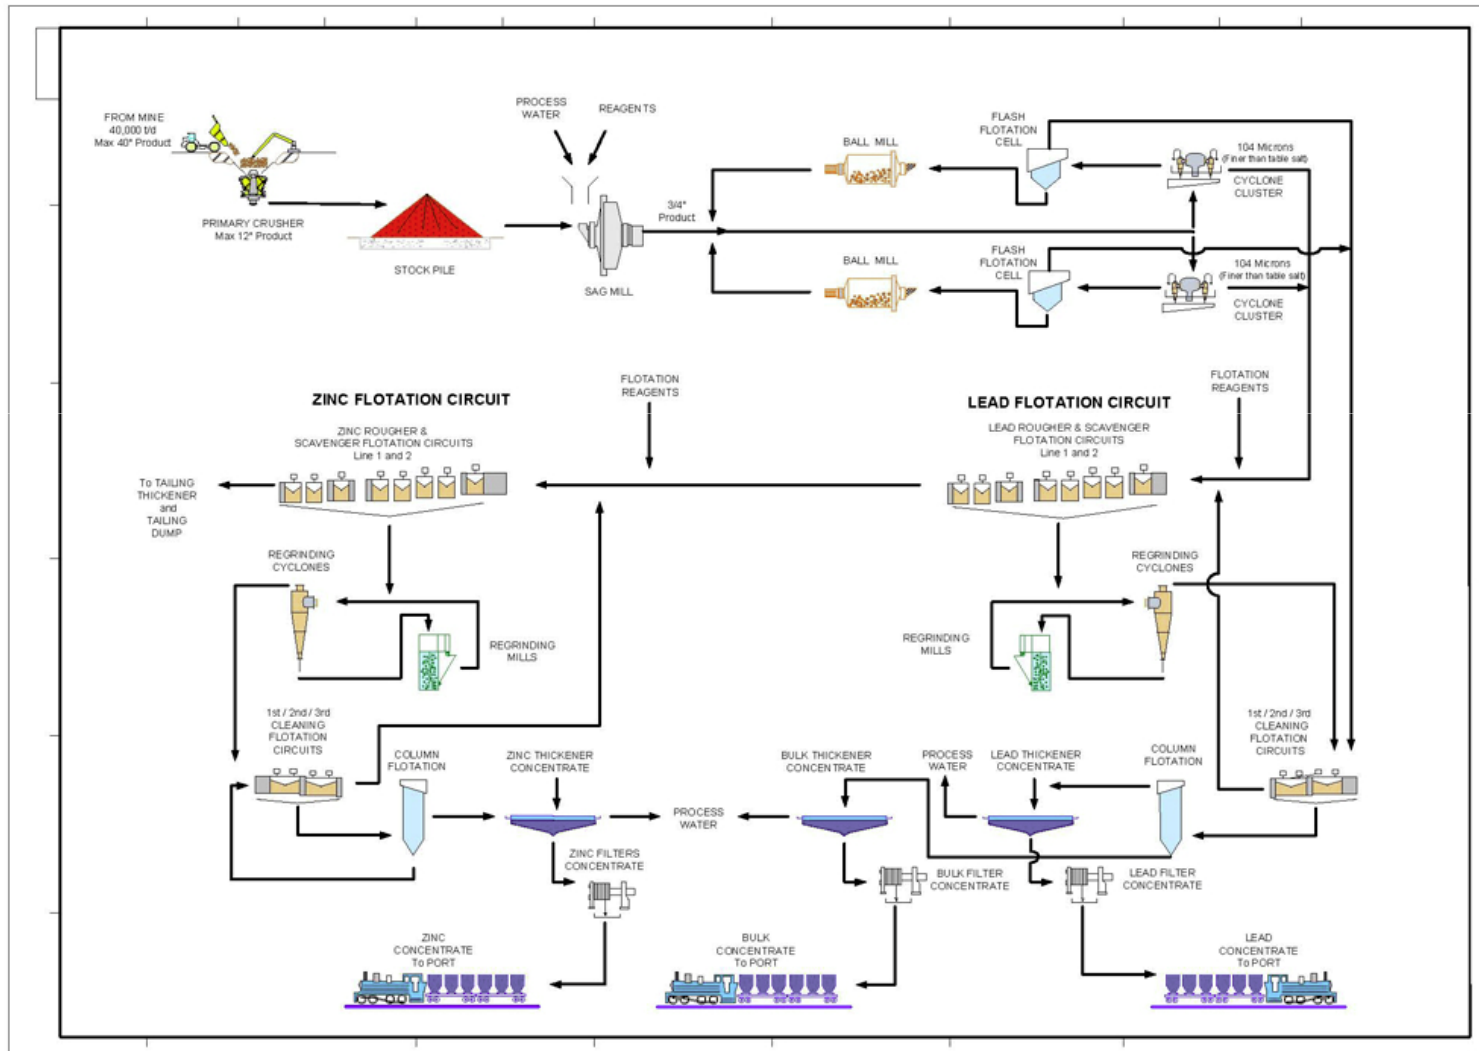 FROM MINE
40,000 t/d
Max 40" Product
PRIMARY CRUSHER
Max 12" Product
STOCK PILE
PROCESS
WATER
REAGENTS
SAG MILL
3/4"
Product
BALL MILL
FLASH
FLOTATION
CELL
104 Microns
(Finer than table salt)
CYCLONE
CLUSTER
BALL MILL
FLASH
FLOTATION
CELL
104 Microns
(Finer than table salt)
CYCLONE
CLUSTER
ZINC FLOTATION CIRCUIT
FLOTATION
REAGENTS
LEAD FLOTATION CIRCUIT
FLOTATION
REAGENTS
ZINC ROUGHER &
SCAVENGER FLOTATION CIRCUITS
Line 1 and 2
LEAD ROUGHER & SCAVENGER
FLOTATION CIRCUITS
Line 1 and 2
To TAILING
THICKENER
and
TAILING
DUMP
REGRINDING
CYCLONES
REGRINDING
MILLS
REGRINDING
CYCLONES
REGRINDING
MILLS
1st / 2nd / 3rd
CLEANING
FLOTATION
CIRCUITS
COLUMN
FLOTATION
ZINC THICKENER
CONCENTRATE
PROCESS
WATER
BULK THICKENER
CONCENTRATE
PROCESS
WATER
LEAD THICKENER
CONCENTRATE
COLUMN
FLOTATION
1st / 2nd / 3rd
CLEANING
FLOTATION
CIRCUITS
ZINC FILTERS
CONCENTRATE
BULK FILTER
CONCENTRATE
LEAD FILTER
CONCENTRATE
ZINC
CONCENTRATE
To PORT
BULK
CONCENTRATE
To PORT
LEAD
CONCENTRATE
To PORT